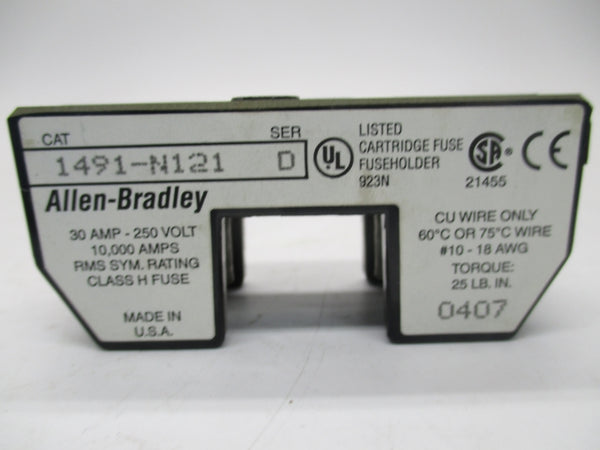 CAT SER
1491-N121 D
Allen-Bradley
30 AMP - 250 VOLT
10,000 AMPS
RMS SYM. RATING
CLASS H FUSE
MADE IN
U.S.A.
UL
LISTED
CARTRIDGE FUSE
FUSEHOLDER
923N
SA
21455
CE
CU WIRE ONLY
60°C OR 75°C WIRE
#10 - 18 AWG
TORQUE:
25 LB. IN.
0407